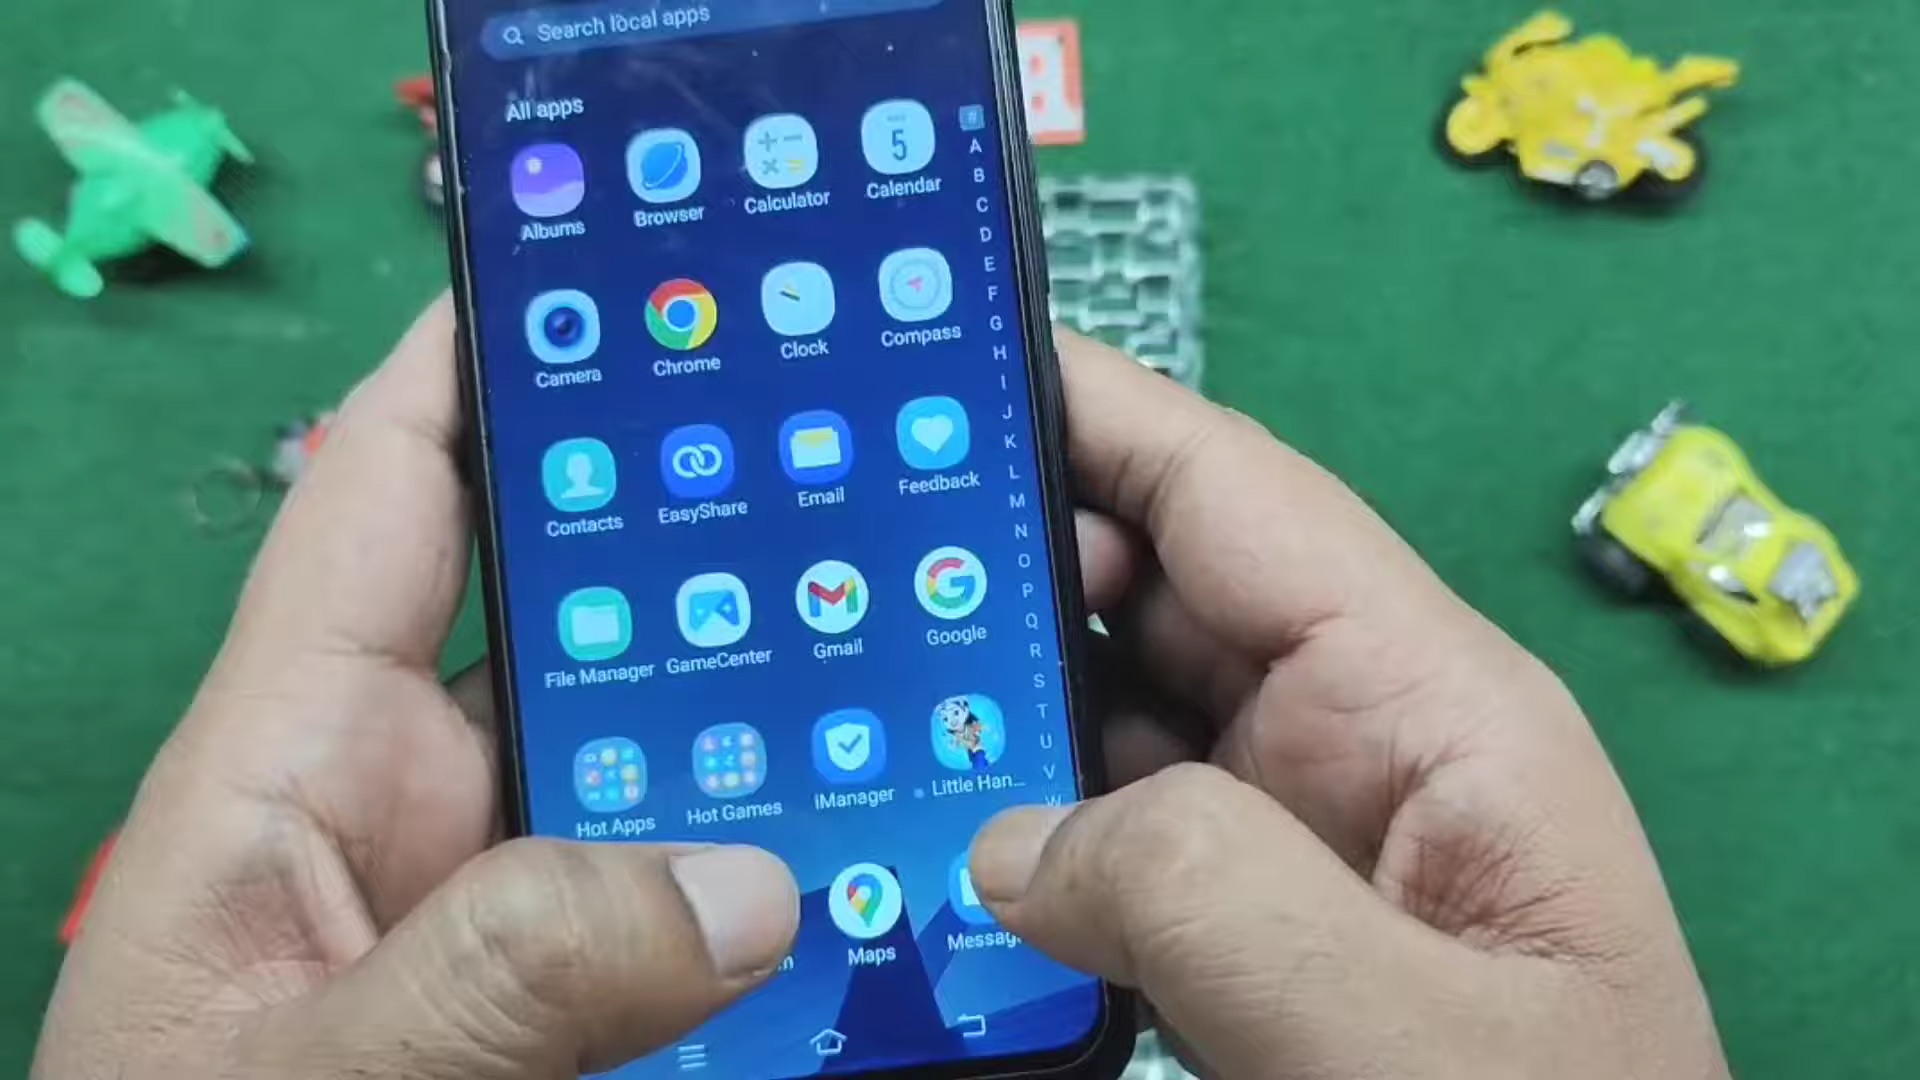 Search local apps
All apps
#
Albums Browser Calculator 5 Calendar
A
B
C
D
E
Camera Chrome Clock Compass
F
G
H
I
J
K
Contacts EasyShare Email Feedback
L
M
N
O
P
Q
File Manager GameCenter Gmail Google
R
S
T
U
V
Hot Apps Hot Games iManager Little Han...
W
Maps Messag